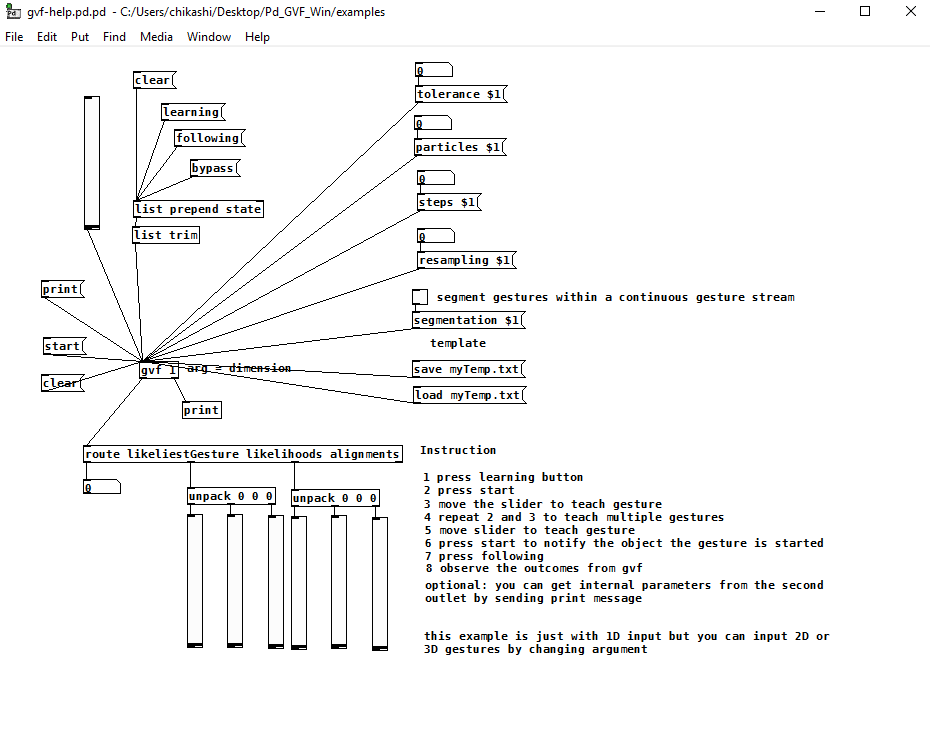 gvf-help.pd.pd - C:/Users/chikashi/Desktop/Pd_GVF_Win/examples
File Edit Put Find Media Window Help
clear
learning
following
bypass
list prepend state
list trim
print
start
clear
gvf 1
arg = dimension
print
0
tolerance $1
0
particles $1
0
steps $1
0
resampling $1
segment gestures within a continuous gesture stream
segmentation $1
template
save myTemp.txt
load myTemp.txt
route likeliestGesture likelihoods alignments
0
unpack 0 0 0
unpack 0 0 0
Instruction
1 press learning button
2 press start
3 move the slider to teach gesture
4 repeat 2 and 3 to teach multiple gestures
5 move slider to teach gesture
6 press start to notify the object the gesture is started
7 press following
8 observe the outcomes from gvf
optional: you can get internal parameters from the second
outlet by sending print message
this example is just with 1D input but you can input 2D or
3D gestures by changing argument